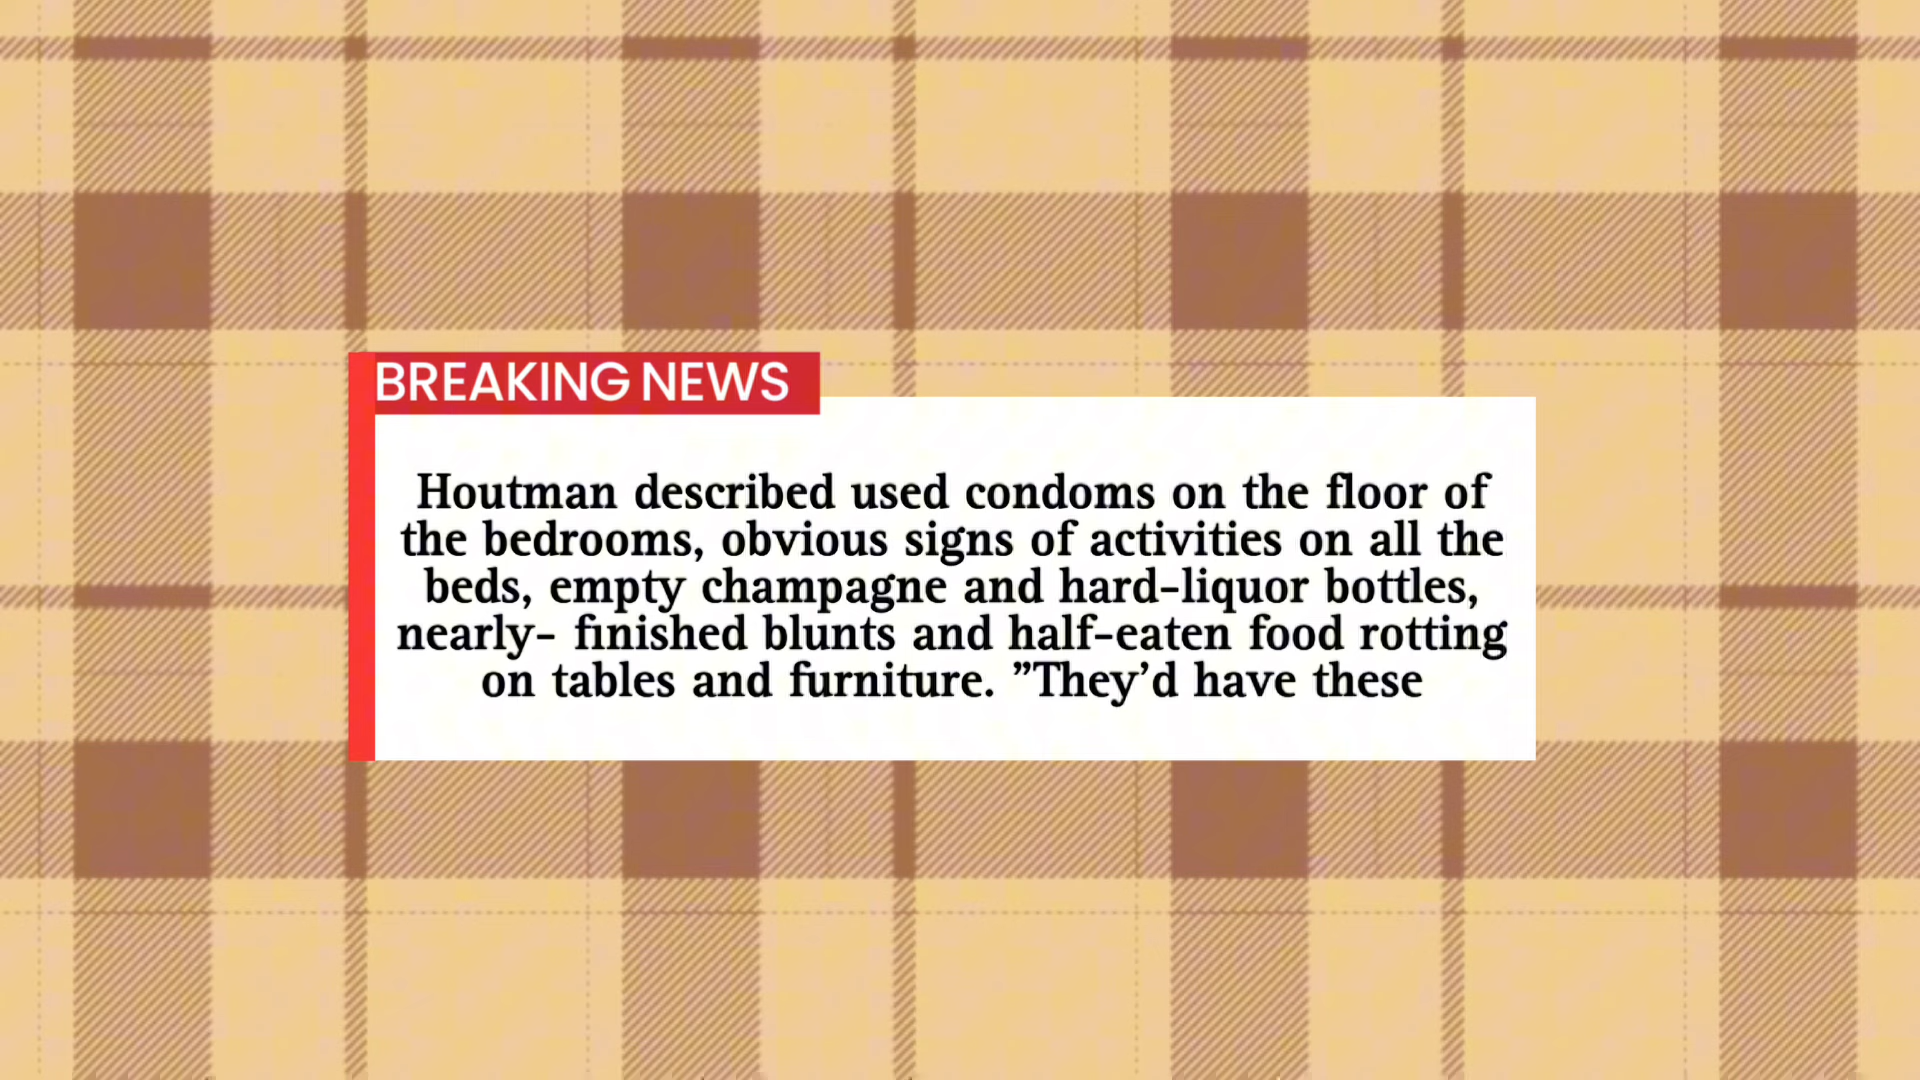 BREAKING NEWS
Houtman described used condoms on the floor of
the bedrooms, obvious signs of activities on all the
beds, empty champagne and hard-liquor bottles,
nearly- finished blunts and half-eaten food rotting
on tables and furniture. ”They’d have these